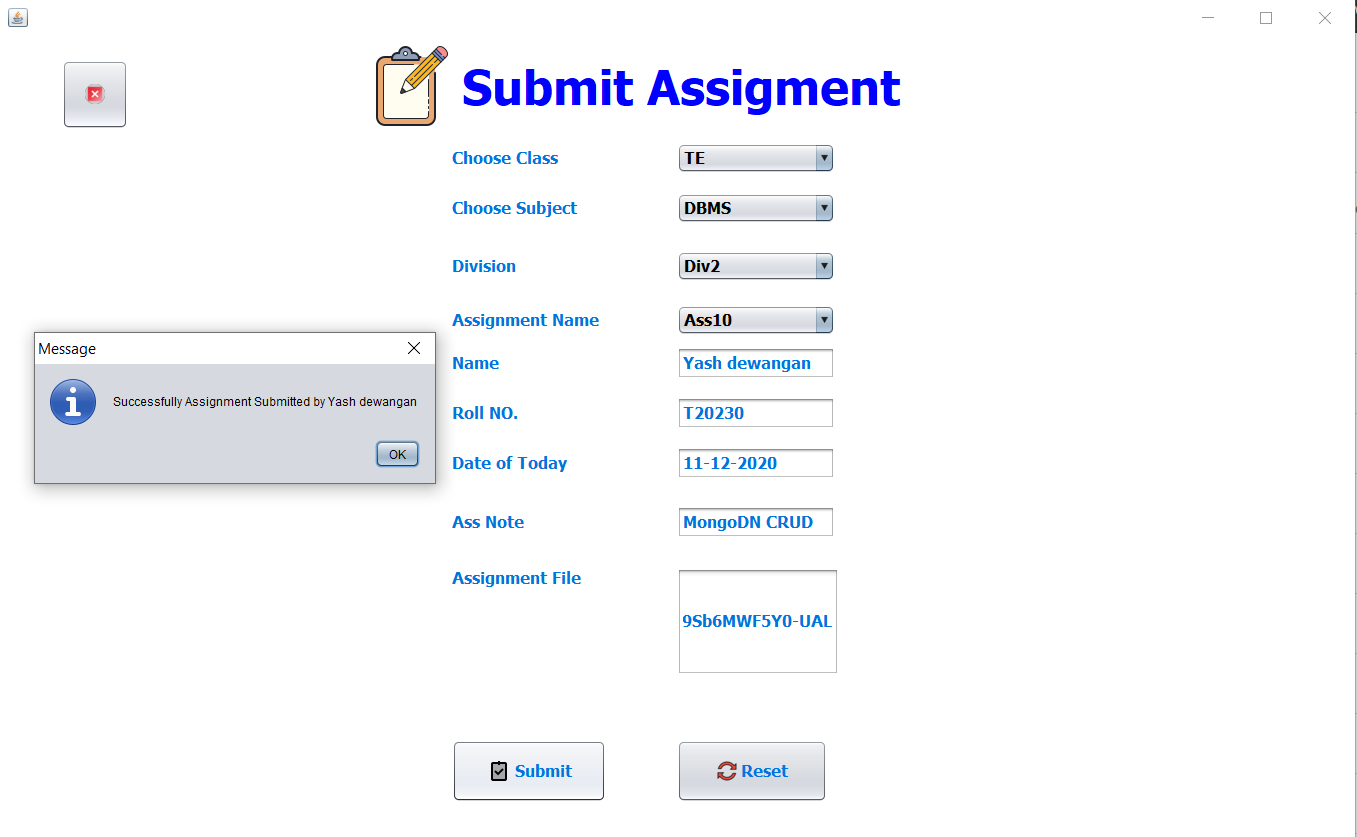 Submit Assigment
Choose Class TE
Choose Subject DBMS
Division Div2
Assignment Name Ass10
Name Yash dewangan
Roll NO. T20230
Date of Today 11-12-2020
Ass Note MongoDN CRUD
Assignment File 9Sb6MWF5Y0-UAL
Submit Reset
Message
Successfully Assignment Submitted by Yash dewangan
OK